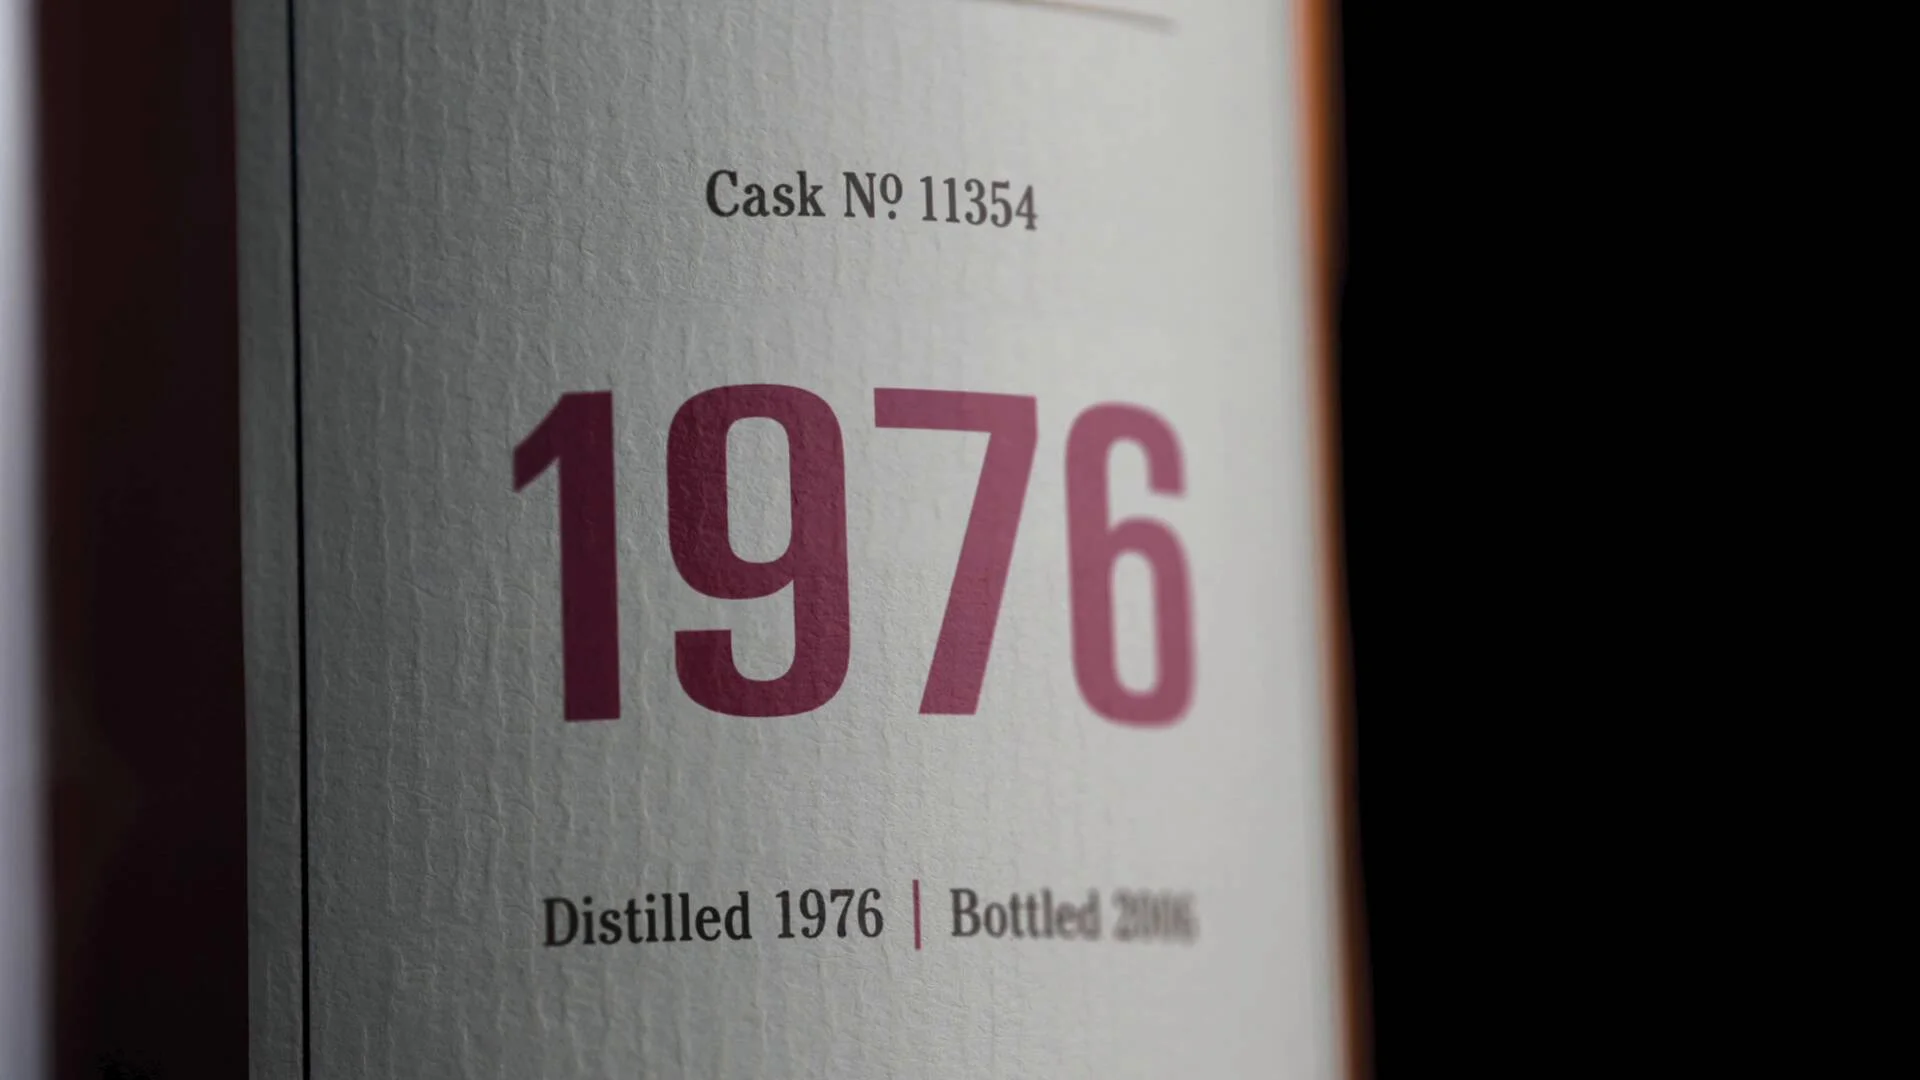 Cask Nº 11354
1976
Distilled 1976 | Bottled